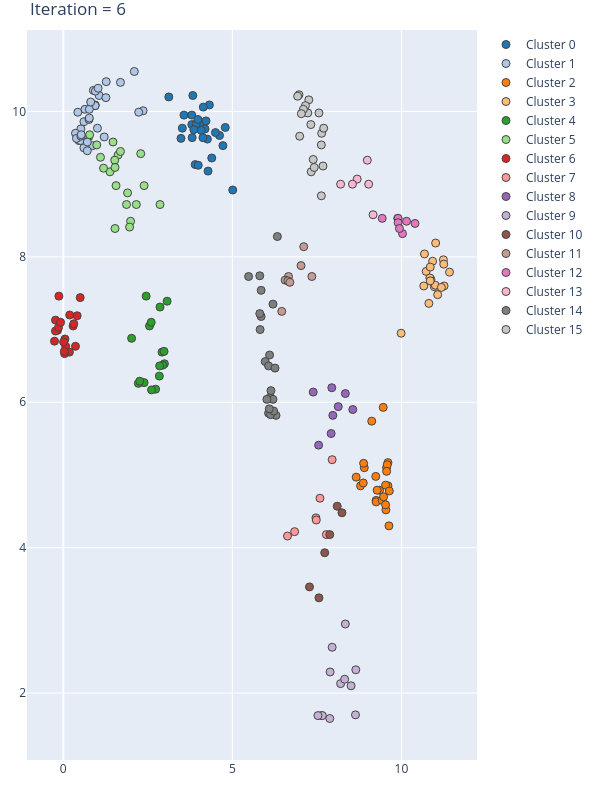 Iteration = 6
10
8
6
4
2
0
5
10
Cluster 0
Cluster 1
Cluster 2
Cluster 3
Cluster 4
Cluster 5
Cluster 6
Cluster 7
Cluster 8
Cluster 9
Cluster 10
Cluster 11
Cluster 12
Cluster 13
Cluster 14
Cluster 15